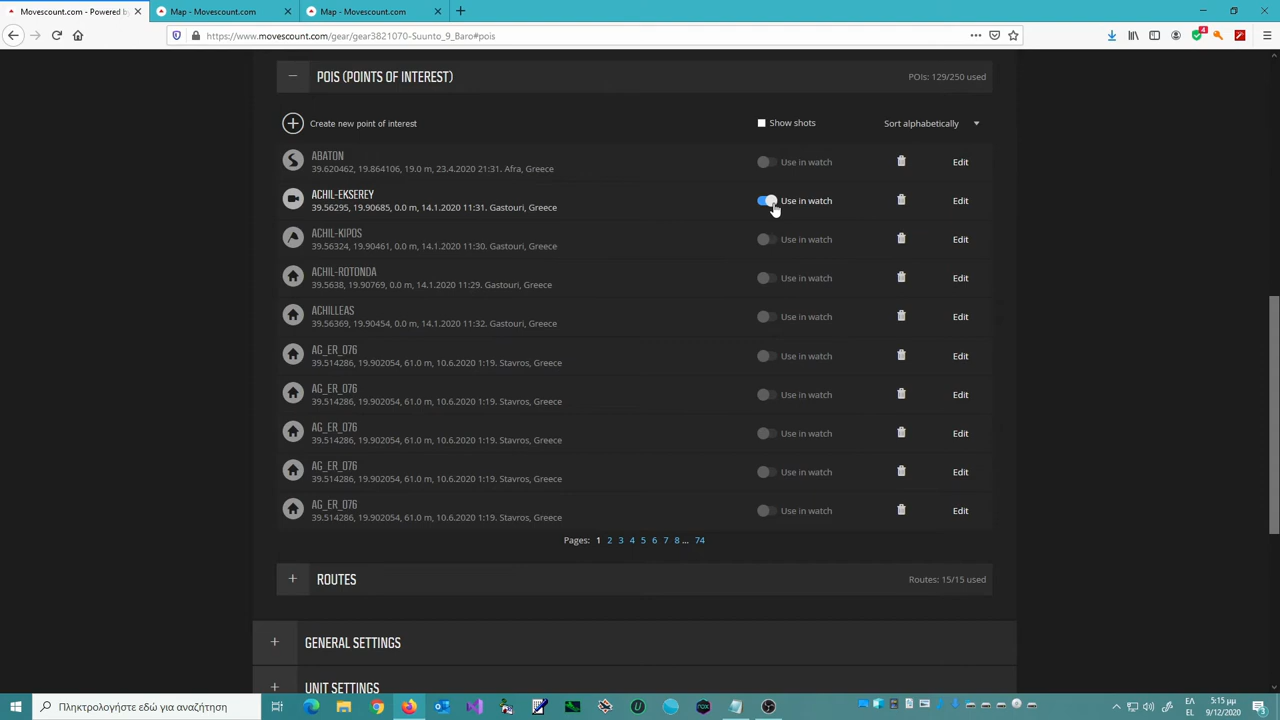 Movescount.com - Powered by
Map - Movescount.com
Map - Movescount.com
https://www.movescount.com/gear/gear3821070-Suunto_9_Baro#pois
4
POIS (POINTS OF INTEREST)
POIs: 129/250 used
Create new point of interest
Show shots
Sort alphabetically
ABATON
39.620462, 19.864106, 19.0 m, 23.4.2020 21:31. Afra, Greece
Use in watch
Edit
ACHIL-EKSEREY
39.56295, 19.90685, 0.0 m, 14.1.2020 11:31. Gastouri, Greece
Use in watch
Edit
ACHIL-KIPOS
39.56324, 19.90461, 0.0 m, 14.1.2020 11:30. Gastouri, Greece
Use in watch
Edit
ACHIL-ROTONDA
39.5638, 19.90769, 0.0 m, 14.1.2020 11:29. Gastouri, Greece
Use in watch
Edit
ACHILLEAS
39.56369, 19.90454, 0.0 m, 14.1.2020 11:32. Gastouri, Greece
Use in watch
Edit
AG_ER_076
39.514286, 19.902054, 61.0 m, 10.6.2020 1:19. Stavros, Greece
Use in watch
Edit
AG_ER_076
39.514286, 19.902054, 61.0 m, 10.6.2020 1:19. Stavros, Greece
Use in watch
Edit
AG_ER_076
39.514286, 19.902054, 61.0 m, 10.6.2020 1:19. Stavros, Greece
Use in watch
Edit
AG_ER_076
39.514286, 19.902054, 61.0 m, 10.6.2020 1:19. Stavros, Greece
Use in watch
Edit
AG_ER_076
39.514286, 19.902054, 61.0 m, 10.6.2020 1:19. Stavros, Greece
Use in watch
Edit
Pages: 1 2 3 4 5 6 7 8 ... 74
ROUTES
Routes: 15/15 used
GENERAL SETTINGS
UNIT SETTINGS
Πληκτρολογήστε εδώ για αναζήτηση
ΕΛ
EL
5:15 μμ
9/12/2020
3